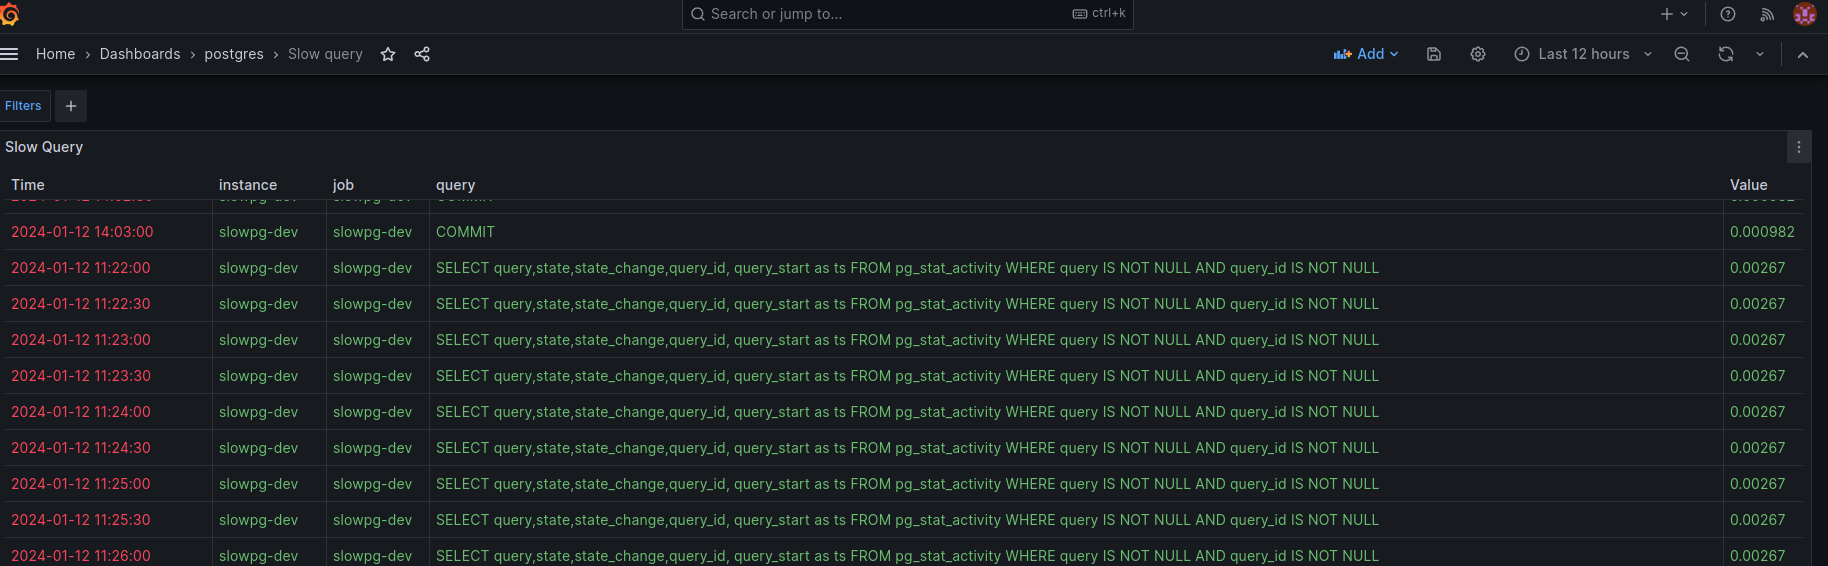 Search or jump to... ctrl+k
Home › Dashboards › postgres › Slow query Add Last 12 hours
Filters +
Slow Query
Time instance job query Value
2024-01-12 14:03:00 slowpg-dev slowpg-dev COMMIT 0.000982
2024-01-12 11:22:00 slowpg-dev slowpg-dev SELECT query,state,state_change,query_id, query_start as ts FROM pg_stat_activity WHERE query IS NOT NULL AND query_id IS NOT NULL 0.00267
2024-01-12 11:22:30 slowpg-dev slowpg-dev SELECT query,state,state_change,query_id, query_start as ts FROM pg_stat_activity WHERE query IS NOT NULL AND query_id IS NOT NULL 0.00267
2024-01-12 11:23:00 slowpg-dev slowpg-dev SELECT query,state,state_change,query_id, query_start as ts FROM pg_stat_activity WHERE query IS NOT NULL AND query_id IS NOT NULL 0.00267
2024-01-12 11:23:30 slowpg-dev slowpg-dev SELECT query,state,state_change,query_id, query_start as ts FROM pg_stat_activity WHERE query IS NOT NULL AND query_id IS NOT NULL 0.00267
2024-01-12 11:24:00 slowpg-dev slowpg-dev SELECT query,state,state_change,query_id, query_start as ts FROM pg_stat_activity WHERE query IS NOT NULL AND query_id IS NOT NULL 0.00267
2024-01-12 11:24:30 slowpg-dev slowpg-dev SELECT query,state,state_change,query_id, query_start as ts FROM pg_stat_activity WHERE query IS NOT NULL AND query_id IS NOT NULL 0.00267
2024-01-12 11:25:00 slowpg-dev slowpg-dev SELECT query,state,state_change,query_id, query_start as ts FROM pg_stat_activity WHERE query IS NOT NULL AND query_id IS NOT NULL 0.00267
2024-01-12 11:25:30 slowpg-dev slowpg-dev SELECT query,state,state_change,query_id, query_start as ts FROM pg_stat_activity WHERE query IS NOT NULL AND query_id IS NOT NULL 0.00267
2024-01-12 11:26:00 slowpg-dev slowpg-dev SELECT query,state,state_change,query_id, query_start as ts FROM pg_stat_activity WHERE query IS NOT NULL AND query_id IS NOT NULL 0.00267